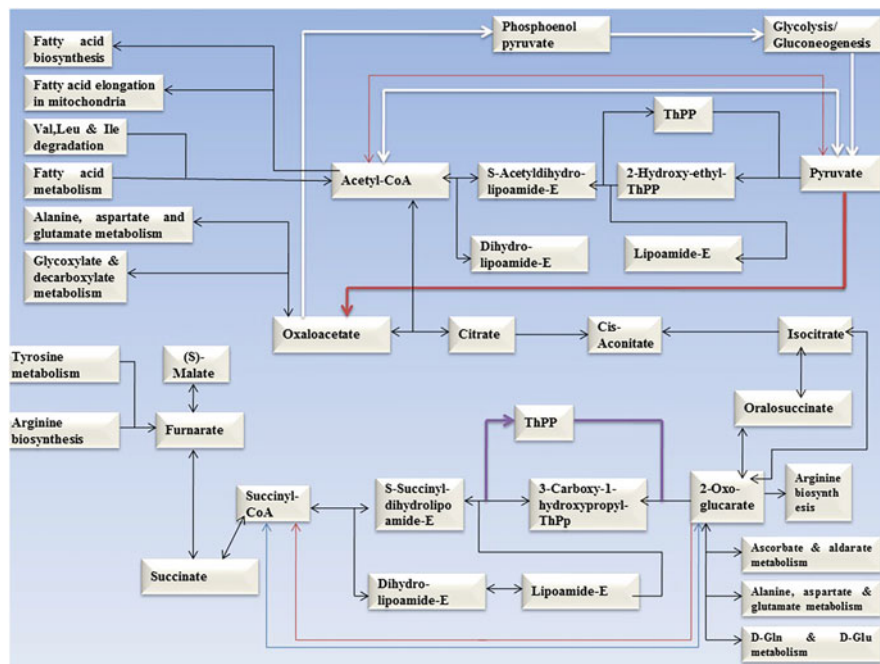 Phosphoenol
pyruvate
Glycolysis/
Gluconeogenesis
Fatty acid
biosynthesis
Fatty acid elongation
in mitochondria
Val,Leu & Ile
degradation
Fatty acid
metabolism
ThPP
Acetyl-CoA
S-Acetyldihydro-
lipoamide-E
2-Hydroxy-ethyl-
ThPP
Pyruvate
Alanine, aspartate and
glutamate metabolism
Glycoxylate &
decarboxylate
metabolism
Dihydro-
lipoamide-E
Lipoamide-E
Oxaloacetate
Citrate
Cis-
Aconitate
Isocitrate
Tyrosine
metabolism
(S)-
Malate
Arginine
biosynthesis
Furnarate
Oralosuccinate
ThPP
Succinyl-
CoA
S-Succinyl-
dihydrolipo
amide-E
3-Carboxy-1-
hydroxypropyl-
ThPp
2-Oxo-
glucarate
Arginine
biosynth
esis
Succinate
Dihydro-
lipoamide-E
Lipoamide-E
Ascorbate & aldarate
metabolism
Alanine, aspartate &
glutamate metabolism
D-Gln & D-Glu
metabolism